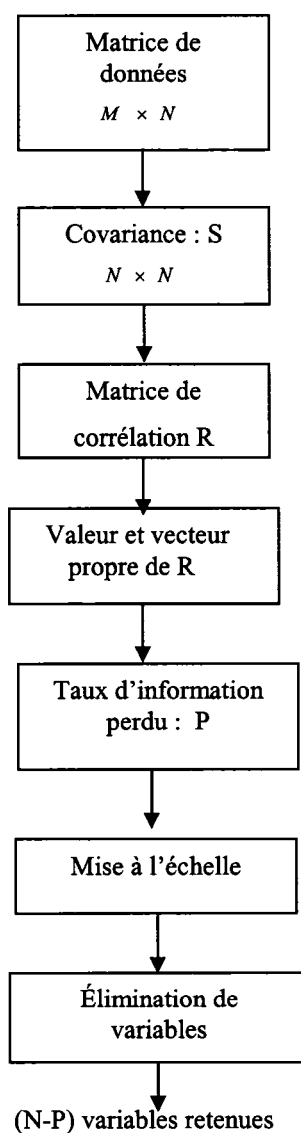 Matrice de
données
M × N
Covariance : S
N × N
Matrice de
corrélation R
Valeur et vecteur
propre de R
Taux d'information
perdu : P
Mise à l'échelle
Élimination de
variables
(N-P) variables retenues